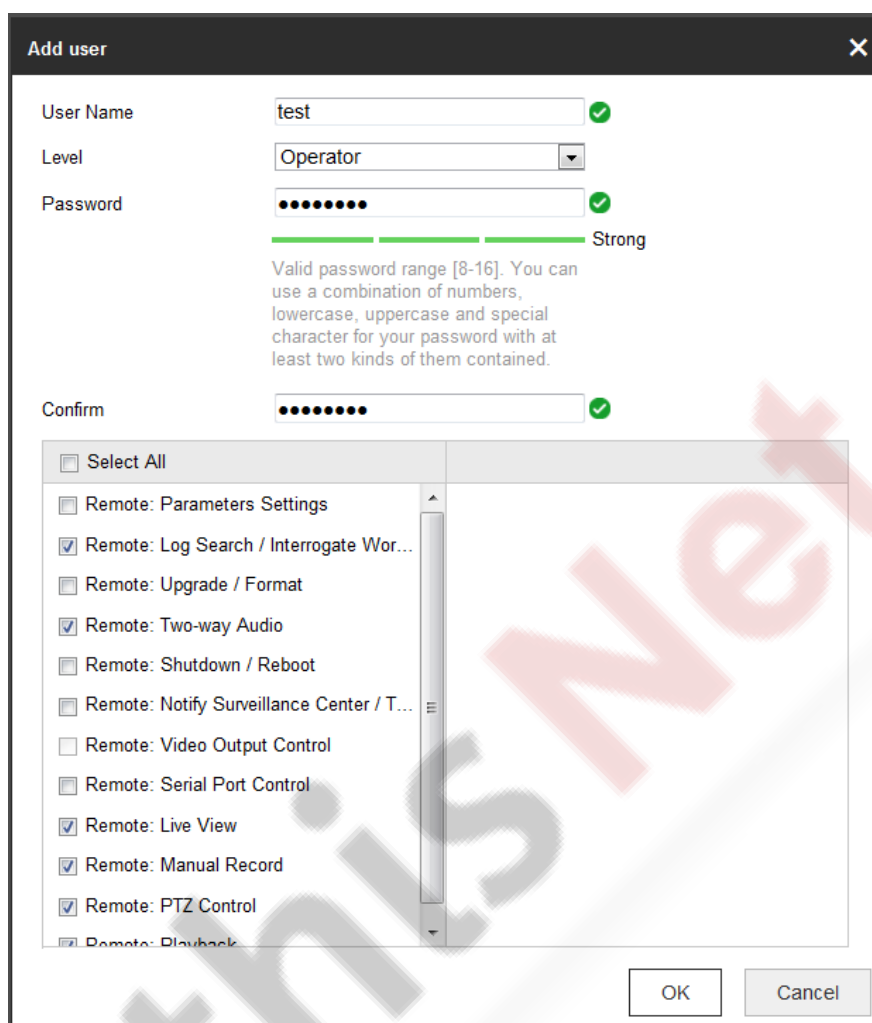 Add user
User Name
test
Level
Operator
Password
••••••••
Strong
Valid password range [8-16]. You can
use a combination of numbers,
lowercase, uppercase and special
character for your password with at
least two kinds of them contained.
Confirm
••••••••
Select All
Remote: Parameters Settings
Remote: Log Search / Interrogate Wor...
Remote: Upgrade / Format
Remote: Two-way Audio
Remote: Shutdown / Reboot
Remote: Notify Surveillance Center / T...
Remote: Video Output Control
Remote: Serial Port Control
Remote: Live View
Remote: Manual Record
Remote: PTZ Control
Remote: Playback
OK
Cancel
thisNet